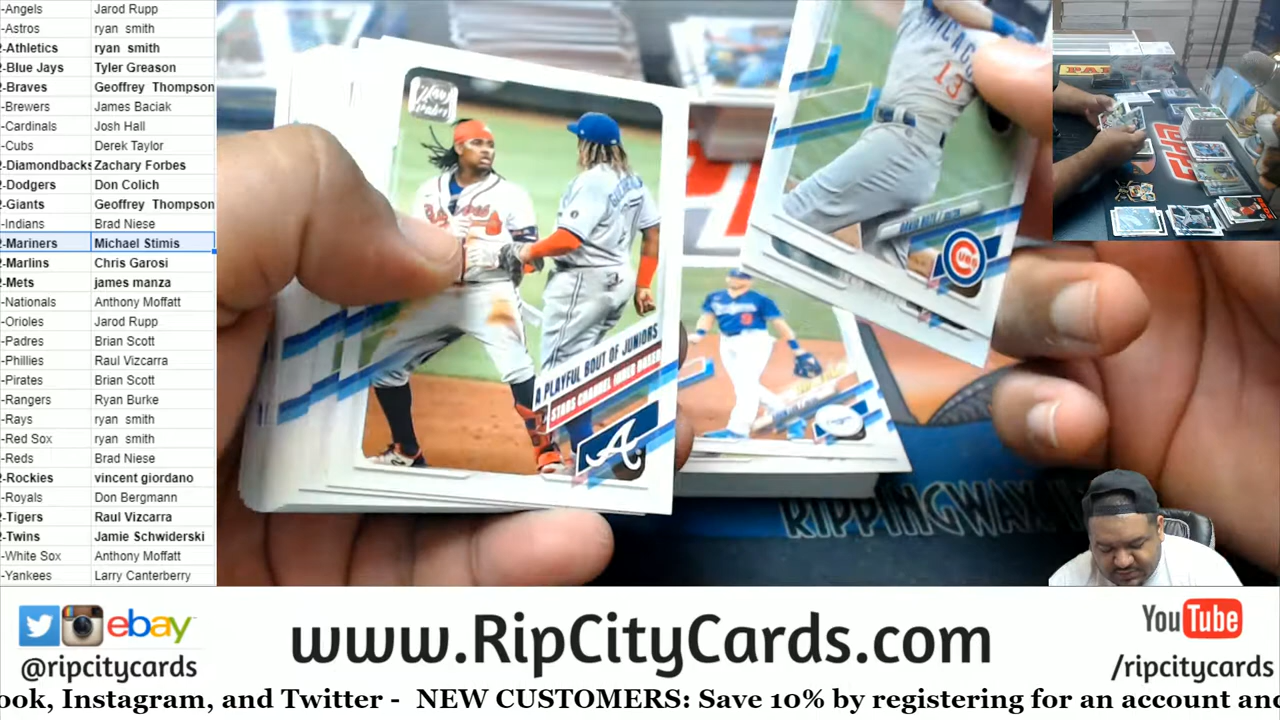 -Angels Jarod Rupp
-Astros ryan smith
-Athletics ryan smith
-Blue Jays Tyler Greason
-Braves Geoffrey Thompson
-Brewers James Baciak
-Cardinals Josh Hall
-Cubs Derek Taylor
-Diamondbacks Zachary Forbes
-Dodgers Don Colich
-Giants Geoffrey Thompson
-Indians Brad Niese
-Mariners Michael Stimis
-Marlins Chris Garosi
-Mets james manza
-Nationals Anthony Moffatt
-Orioles Jarod Rupp
-Padres Brian Scott
-Phillies Raul Vizcarra
-Pirates Brian Scott
-Rangers Ryan Burke
-Rays ryan smith
-Red Sox ryan smith
-Reds Brad Niese
-Rockies vincent giordano
-Royals Don Bergmann
-Tigers Raul Vizcarra
-Twins Jamie Schwiderski
-White Sox Anthony Moffatt
-Yankees Larry Canterberry
A PLAYFUL BOUT OF JUNIORS
A
13
CUBS
RIPPINGWAX
ebay
@ripcitycards
www.RipCityCards.com
YouTube
/ripcitycards
ook, Instagram, and Twitter - NEW CUSTOMERS: Save 10% by registering for an account and